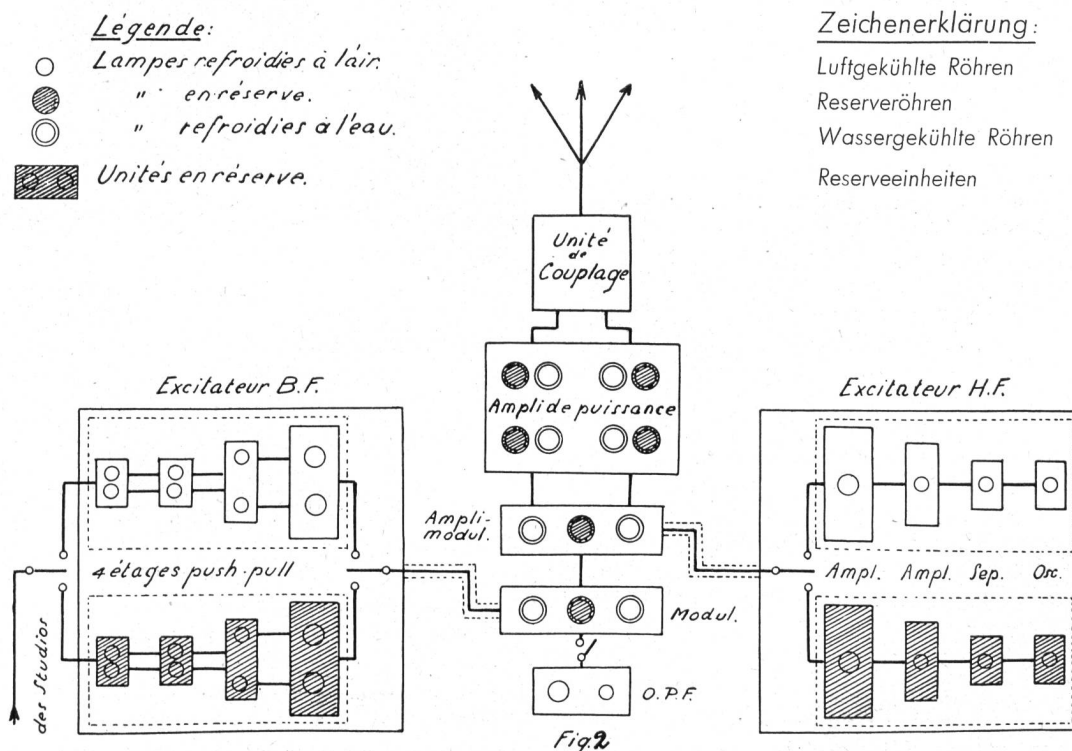 Légende:
Lampes refroidies à l'air.
" en réserve.
" refroidies à l'eau.
Unités en réserve.
Zeichenerklärung:
Luftgekühlte Röhren
Reserveröhren
Wassergekühlte Röhren
Reserveeinheiten
Unité
de
Couplage
Excitateur B.F.
Ampli de puissance
Excitateur H.F.
Ampli-
modul.
4 étages push-pull
Ampl. Ampl. Sep. Osc.
Modul.
des Studios
O.P.F.
Fig.2